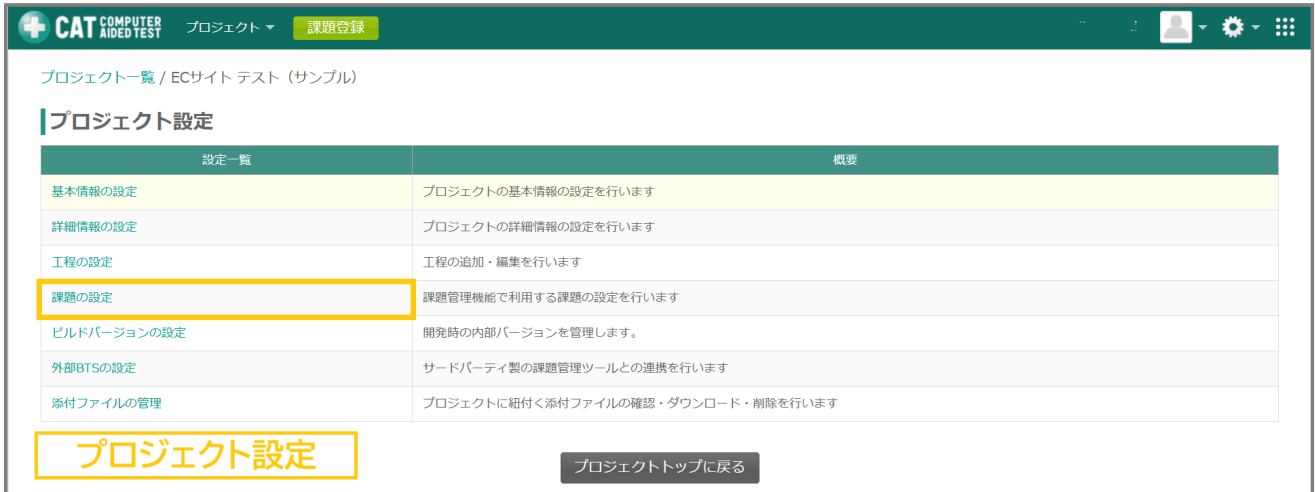 CAT COMPUTER AIDED TEST プロジェクト 課題登録
プロジェクト一覧 / ECサイト テスト（サンプル）
プロジェクト設定
設定一覧 概要
基本情報の設定 プロジェクトの基本情報の設定を行います
詳細情報の設定 プロジェクトの詳細情報の設定を行います
工程の設定 工程の追加・編集を行います
課題の設定 課題管理機能で利用する課題の設定を行います
ビルドバージョンの設定 開発時の内部バージョンを管理します。
外部BTSの設定 サードパーティ製の課題管理ツールとの連携を行います
添付ファイルの管理 プロジェクトに紐付く添付ファイルの確認・ダウンロード・削除を行います
プロジェクト設定
プロジェクトトップに戻る